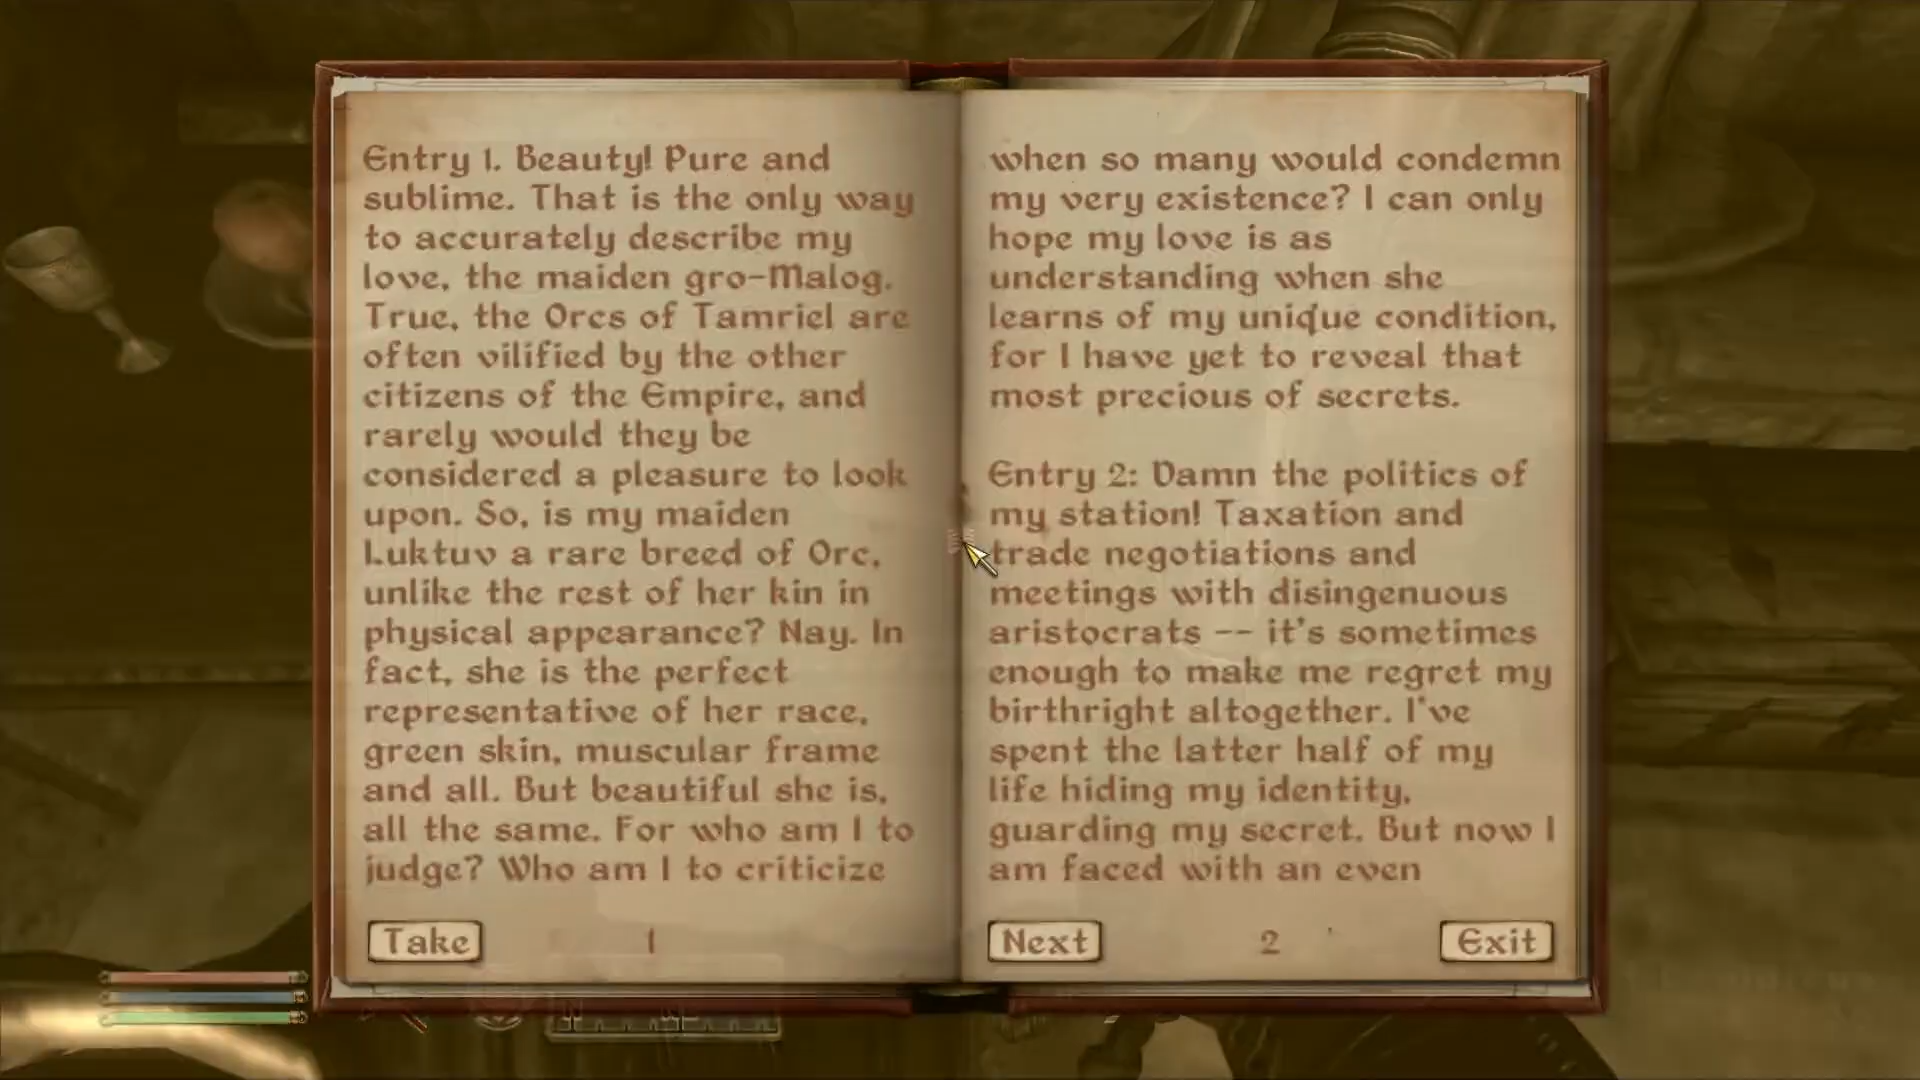 Entry 1. Beauty! Pure and
sublime. That is the only way
to accurately describe my
love, the maiden gro-Malog.
True, the Orcs of Tamriel are
often vilified by the other
citizens of the Empire, and
rarely would they be
considered a pleasure to look
upon. So, is my maiden
Luktuv a rare breed of Orc,
unlike the rest of her kin in
physical appearance? Nay. In
fact, she is the perfect
representative of her race,
green skin, muscular frame
and all. But beautiful she is,
all the same. For who am I to
judge? Who am I to criticize
when so many would condemn
my very existence? I can only
hope my love is as
understanding when she
learns of my unique condition,
for I have yet to reveal that
most precious of secrets.
Entry 2: Damn the politics of
my station! Taxation and
trade negotiations and
meetings with disingenuous
aristocrats -- it's sometimes
enough to make me regret my
birthright altogether. I've
spent the latter half of my
life hiding my identity,
guarding my secret. But now I
am faced with an even
Take
1
Next
2
Exit